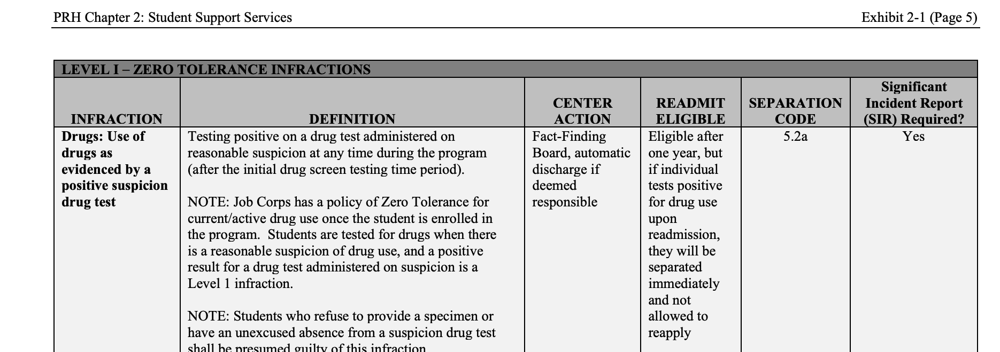 PRH Chapter 2: Student Support Services
Exhibit 2-1 (Page 5)
LEVEL I – ZERO TOLERANCE INFRACTIONS
INFRACTION
DEFINITION
CENTER
ACTION
READMIT
ELIGIBLE
SEPARATION
CODE
Significant
Incident Report
(SIR) Required?
Drugs: Use of
drugs as
evidenced by a
positive suspicion
drug test
Testing positive on a drug test administered on
reasonable suspicion at any time during the program
(after the initial drug screen testing time period).
NOTE: Job Corps has a policy of Zero Tolerance for
current/active drug use once the student is enrolled in
the program.  Students are tested for drugs when there
is a reasonable suspicion of drug use, and a positive
result for a drug test administered on suspicion is a
Level 1 infraction.
NOTE: Students who refuse to provide a specimen or
have an unexcused absence from a suspicion drug test
shall be presumed guilty of this infraction
Fact-Finding
Board, automatic
discharge if
deemed
responsible
Eligible after
one year, but
if individual
tests positive
for drug use
upon
readmission,
they will be
separated
immediately
and not
allowed to
reapply
5.2a
Yes